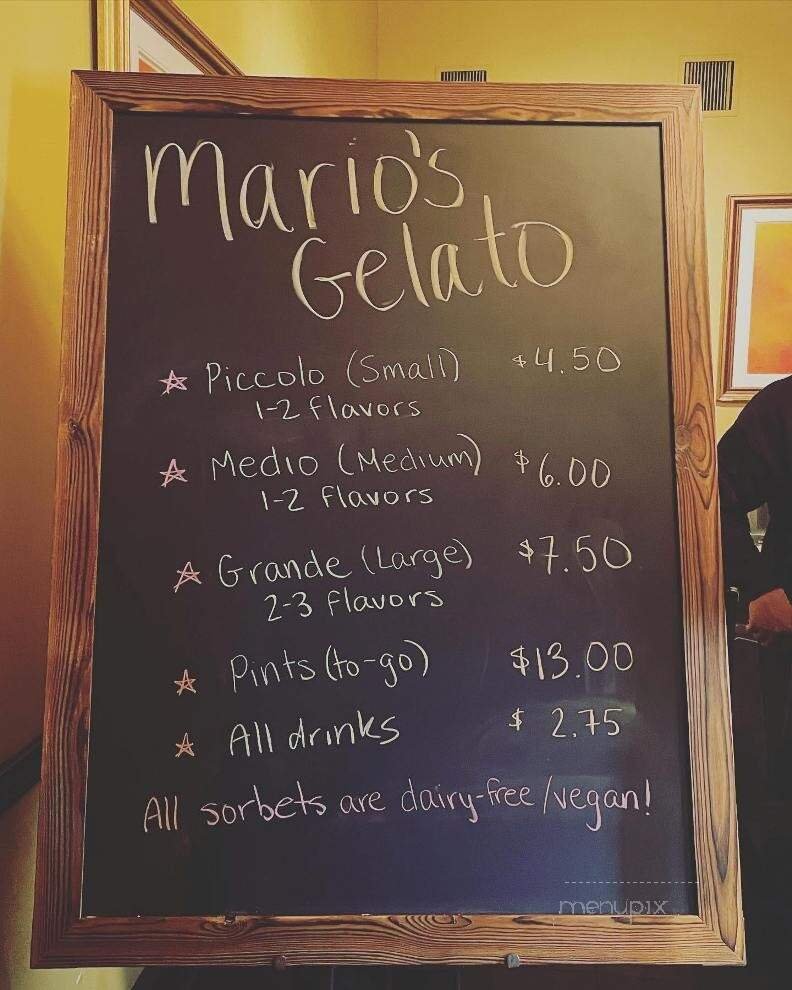 Mario's
Gelato
☆ Piccolo (Small) $4.50
1-2 flavors
☆ Medio (Medium) $6.00
1-2 flavors
☆ Grande (Large) $7.50
2-3 flavors
☆ Pints (to-go) $13.00
☆ All drinks $2.75
All sorbets are dairy-free/vegan!
menupix